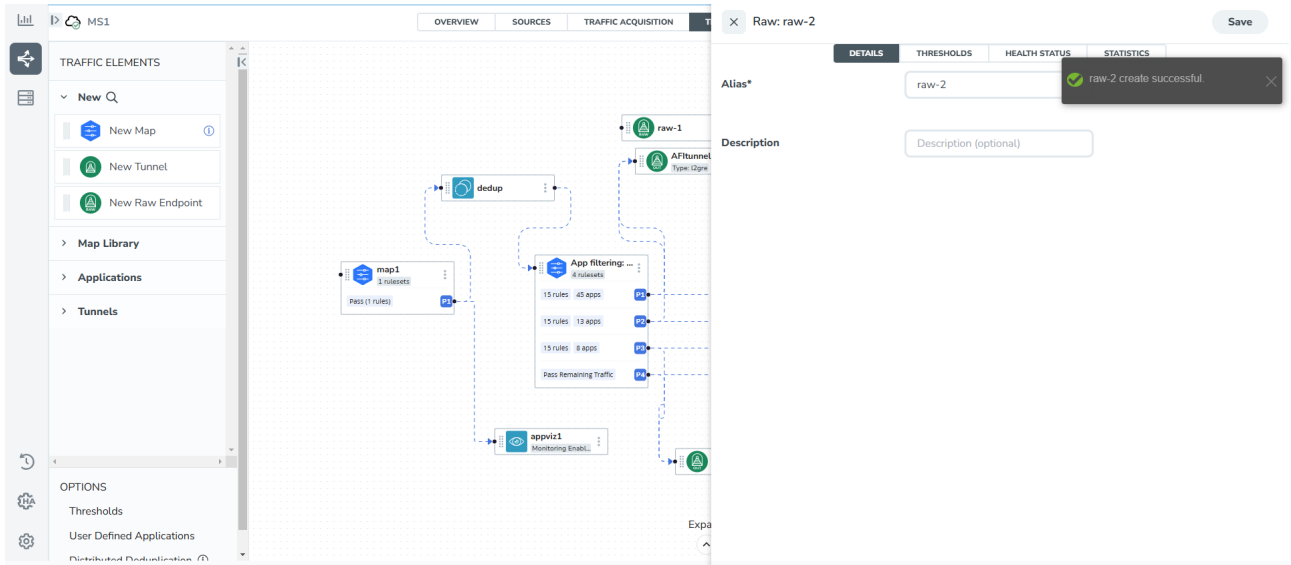 MS1
OVERVIEW
SOURCES
TRAFFIC ACQUISITION
Raw: raw-2
Save
DETAILS
THRESHOLDS
HEALTH STATUS
STATISTICS
raw-2 create successful.
Alias*
raw-2
Description
Description (optional)
TRAFFIC ELEMENTS
New
New Map
New Tunnel
New Raw Endpoint
Map Library
Applications
Tunnels
OPTIONS
Thresholds
User Defined Applications
Distributed Deduplication
HA
raw-1
RAW
AFItunnel
Type: l2gre
dedup
map1
1 rulesets
Pass (1 rules)
P1
App filtering: ...
4 rulesets
15 rules 45 apps P1
15 rules 13 apps P2
15 rules 8 apps P3
Pass Remaining Traffic P4
appviz1
Monitoring Enabl...
Expa